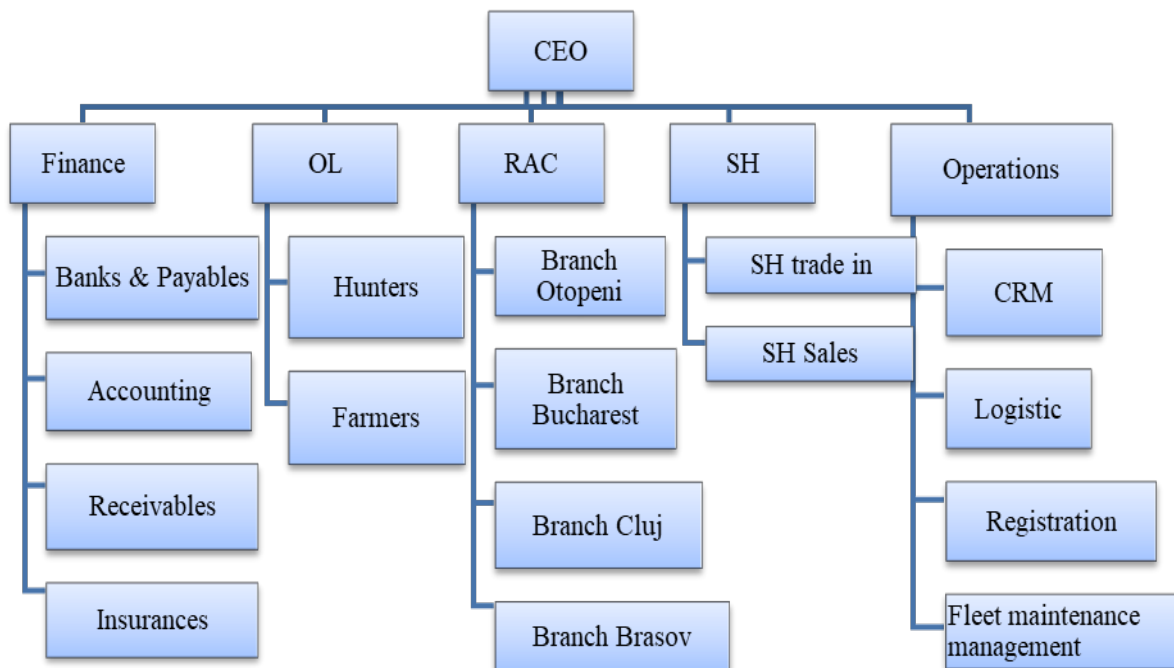 CEO
Finance
OL
RAC
SH
Operations
Banks & Payables
Accounting
Receivables
Insurances
Hunters
Farmers
Branch
Otopeni
Branch
Bucharest
Branch Cluj
Branch Brasov
SH trade in
SH Sales
CRM
Logistic
Registration
Fleet maintenance
management